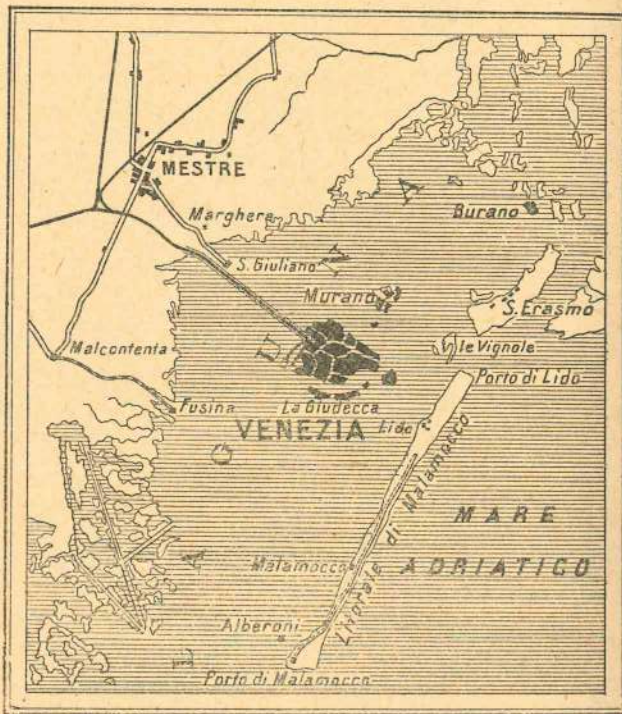 MESTRE
Marghera
S. Giuliano
Burano
Murano
S. Erasmo
le Vignole
Malcontenta
Porto di Lido
Fusina
La Giudecca
VENEZIA
Lido
LAGUNA
MARE
ADRIATICO
Litorale di Malamocco
Malamocco
Alberoni
Porto di Malamocco